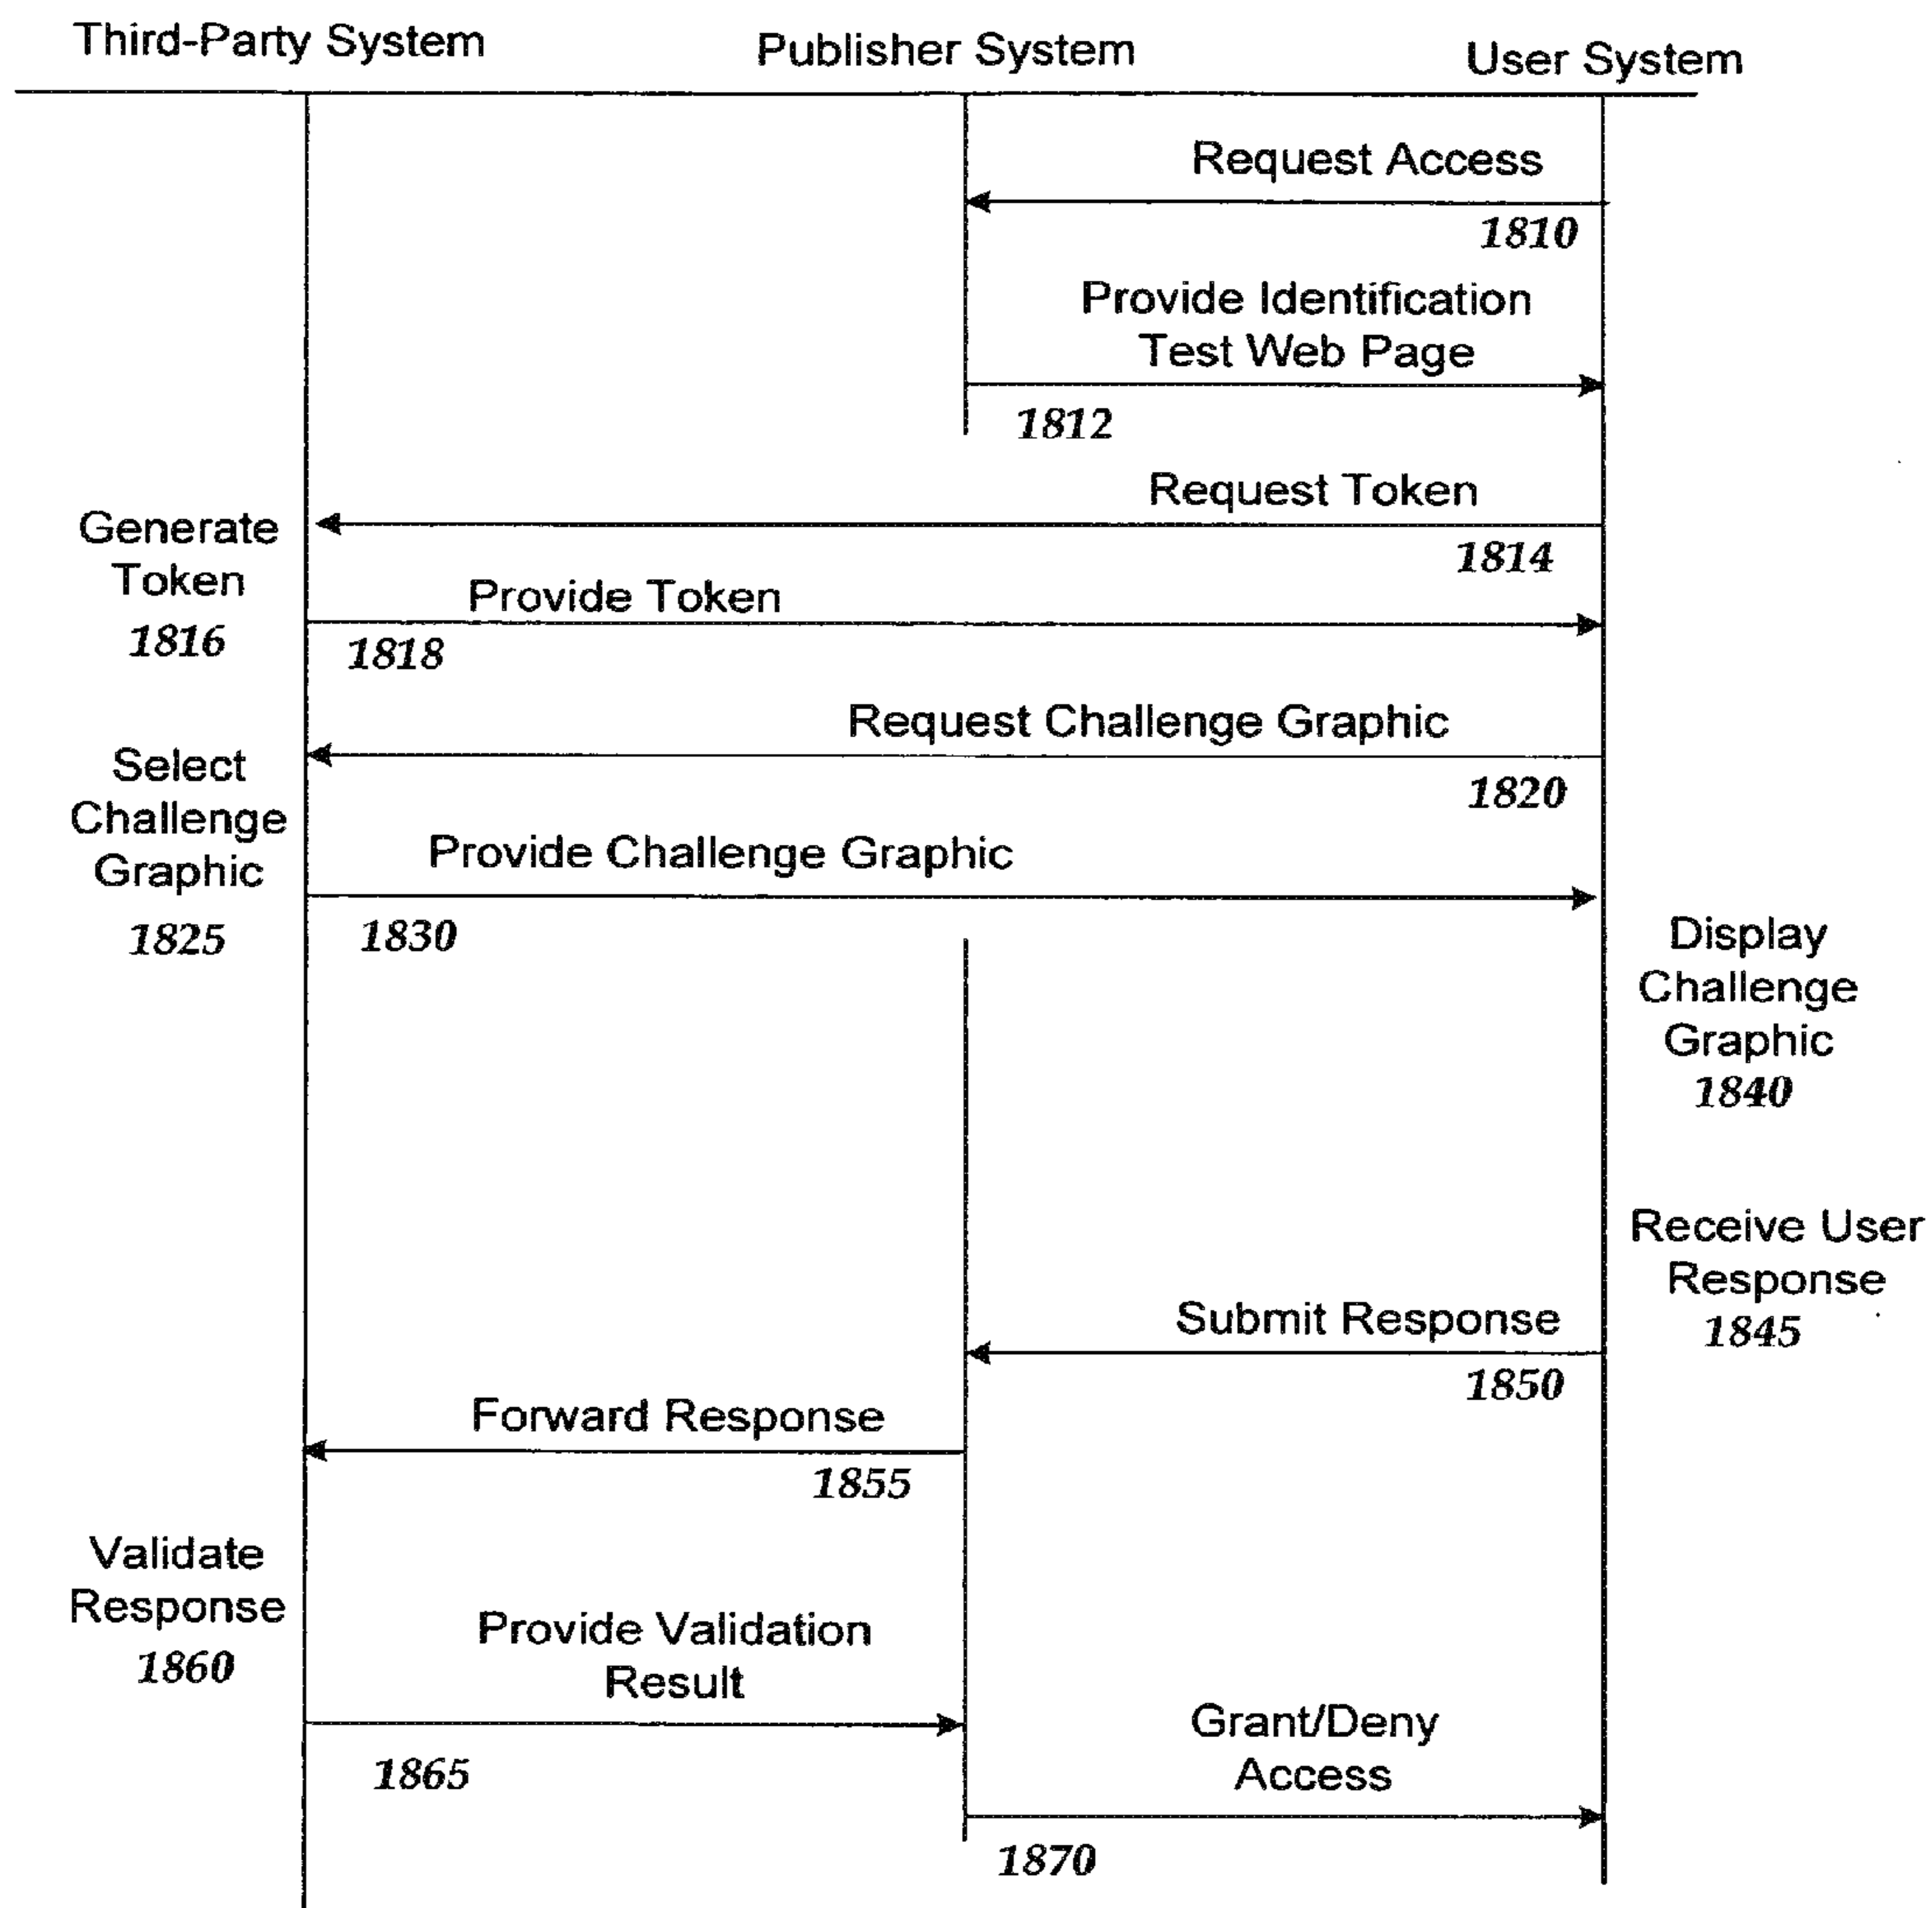 Third-Party System
Publisher System
User System
Request Access
1810
Provide Identification
Test Web Page
1812
Request Token
1814
Generate
Token
1816
Provide Token
1818
Request Challenge Graphic
1820
Select
Challenge
Graphic
1825
Provide Challenge Graphic
1830
Display
Challenge
Graphic
1840
Receive User
Response
1845
Submit Response
1850
Forward Response
1855
Validate
Response
1860
Provide Validation
Result
1865
Grant/Deny
Access
1870